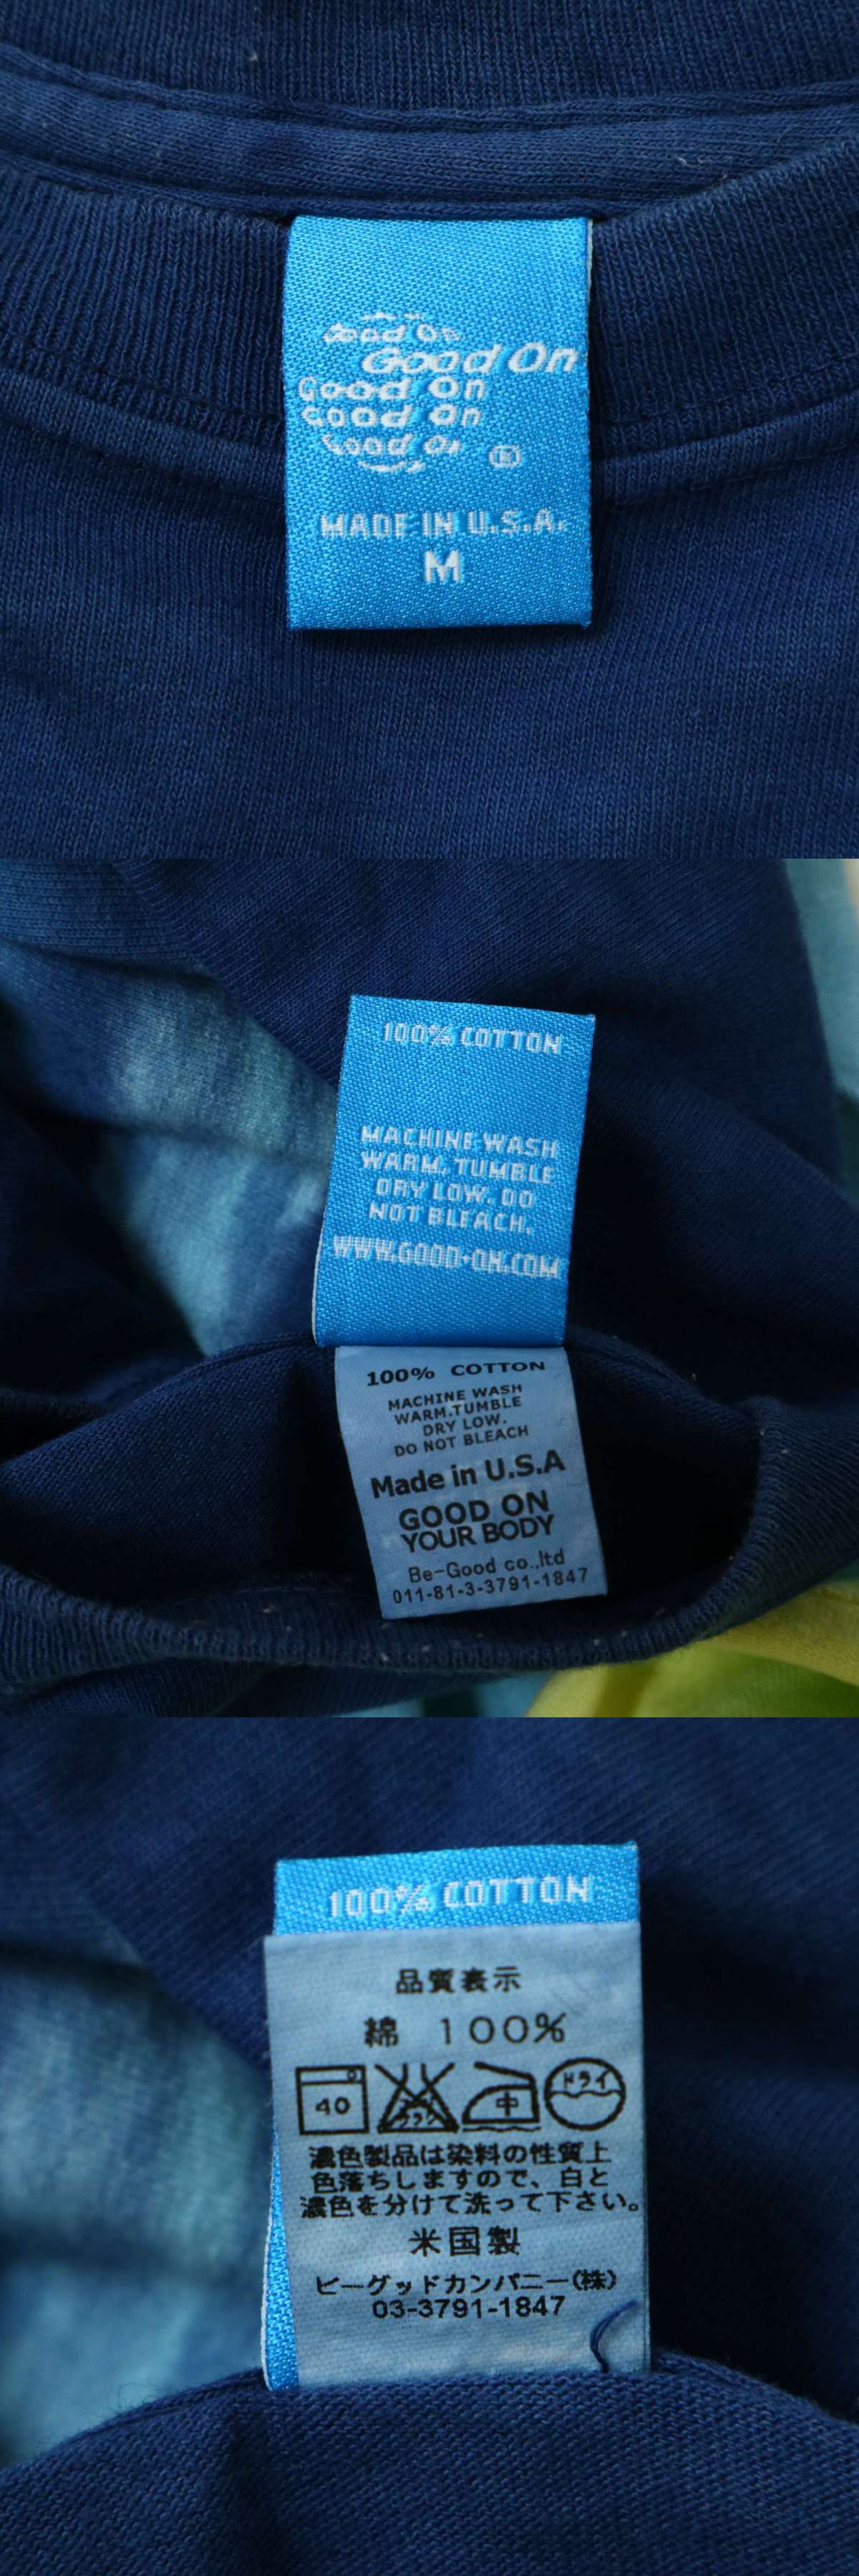 Good On
Good On
Good On
Good On
Good On
®
MADE IN U.S.A.
M
100% COTTON
MACHINE WASH
WARM. TUMBLE
DRY LOW. DO
NOT BLEACH.
WWW.GOOD-ON.COM
100% COTTON
MACHINE WASH
WARM.TUMBLE
DRY LOW.
DO NOT BLEACH
Made in U.S.A
GOOD ON
YOUR BODY
Be-Good co.,ltd
011-81-3-3791-1847
100% COTTON
品質表示
綿 100%
40 エンソサラシ 中 ドライ
濃色製品は染料の性質上
色落ちしますので、白と
濃色を分けて洗って下さい。
米国製
ビーグッドカンパニー(株)
03-3791-1847